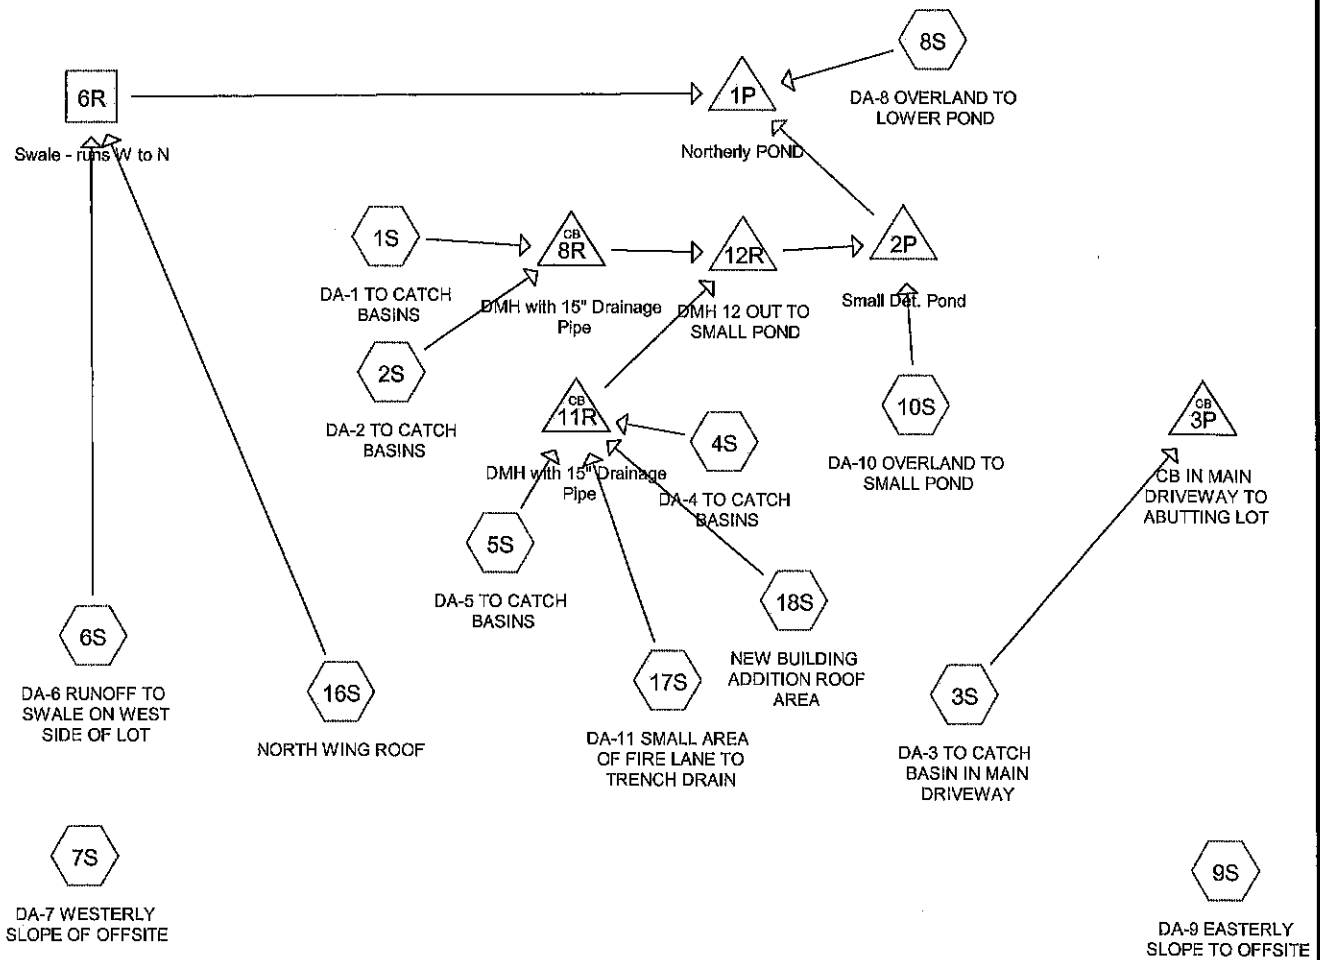 8S
DA-8 OVERLAND TO
LOWER POND
6R
Swale - runs W to N
1P
Northerly POND
1S
DA-1 TO CATCH
BASINS
CB
8R
DMH with 15" Drainage
Pipe
12R
DMH 12 OUT TO
SMALL POND
2P
Small Det. Pond
2S
DA-2 TO CATCH
BASINS
CB
11R
DMH with 15" Drainage
Pipe
4S
DA-4 TO CATCH
BASINS
10S
DA-10 OVERLAND TO
SMALL POND
CB
3P
CB IN MAIN
DRIVEWAY TO
ABUTTING LOT
5S
DA-5 TO CATCH
BASINS
18S
NEW BUILDING
ADDITION ROOF
AREA
6S
DA-6 RUNOFF TO
SWALE ON WEST
SIDE OF LOT
16S
NORTH WING ROOF
17S
DA-11 SMALL AREA
OF FIRE LANE TO
TRENCH DRAIN
3S
DA-3 TO CATCH
BASIN IN MAIN
DRIVEWAY
7S
DA-7 WESTERLY
SLOPE OF OFFSITE
9S
DA-9 EASTERLY
SLOPE TO OFFSITE